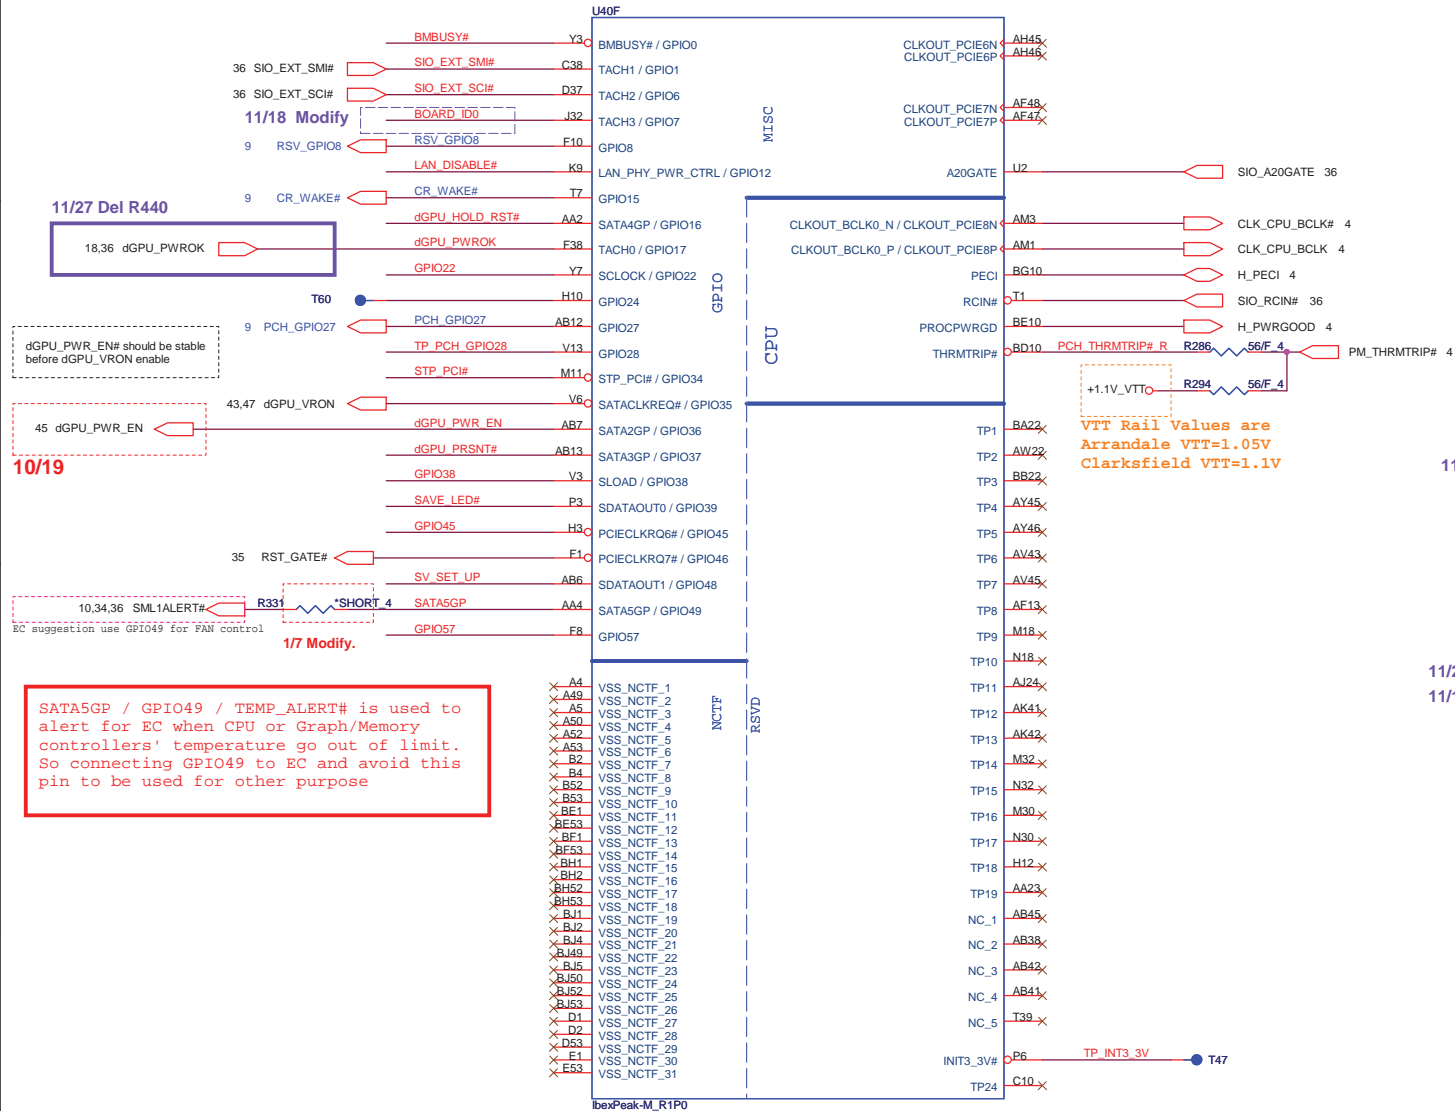 U40F
BMBUSY# Y3 BMBUSY# / GPIO0
36 SIO_EXT_SMI# SIO_EXT_SMI# C38 TACH1 / GPIO1
36 SIO_EXT_SCI# SIO_EXT_SCI# D37 TACH2 / GPIO6
11/18 Modify BOARD_ID0 J32 TACH3 / GPIO7
9 RSV_GPIO8 RSV_GPIO8 F10 GPIO8
LAN_DISABLE# K9 LAN_PHY_PWR_CTRL / GPIO12
9 CR_WAKE# CR_WAKE# T7 GPIO15
11/27 Del R440
dGPU_HOLD_RST# AA2 SATA4GP / GPIO16
18,36 dGPU_PWROK dGPU_PWROK F38 TACH0 / GPIO17
GPIO22 Y7 SCLOCK / GPIO22
T60 H10 GPIO24
9 PCH_GPIO27 PCH_GPIO27 AB12 GPIO27
dGPU_PWR_EN# should be stable
before dGPU_VRON enable
TP_PCH_GPIO28 V13 GPIO28
STP_PCI# M11 STP_PCI# / GPIO34
43,47 dGPU_VRON V6 SATACLKREQ# / GPIO35
45 dGPU_PWR_EN dGPU_PWR_EN AB7 SATA2GP / GPIO36
10/19
dGPU_PRSNT# AB13 SATA3GP / GPIO37
GPIO38 V3 SLOAD / GPIO38
SAVE_LED# P3 SDATAOUT0 / GPIO39
GPIO45 H3 PCIECLKRQ6# / GPIO45
35 RST_GATE# F1 PCIECLKRQ7# / GPIO46
SV_SET_UP AB6 SDATAOUT1 / GPIO48
10,34,36 SML1ALERT# R331 *SHORT_4 SATA5GP AA4 SATA5GP / GPIO49
EC suggestion use GPIO49 for FAN control
1/7 Modify.
GPIO57 F8 GPIO57
SATA5GP / GPIO49 / TEMP_ALERT# is used to
alert for EC when CPU or Graph/Memory
controllers' temperature go out of limit.
So connecting GPIO49 to EC and avoid this
pin to be used for other purpose
A4 VSS_NCTF_1
A49 VSS_NCTF_2
A5 VSS_NCTF_3
A50 VSS_NCTF_4
A52 VSS_NCTF_5
A53 VSS_NCTF_6
B2 VSS_NCTF_7
B4 VSS_NCTF_8
B52 VSS_NCTF_9
B53 VSS_NCTF_10
BE1 VSS_NCTF_11
BE53 VSS_NCTF_12
BF1 VSS_NCTF_13
BF53 VSS_NCTF_14
BH1 VSS_NCTF_15
BH2 VSS_NCTF_16
BH52 VSS_NCTF_17
BH53 VSS_NCTF_18
BJ1 VSS_NCTF_19
BJ2 VSS_NCTF_20
BJ4 VSS_NCTF_21
BJ49 VSS_NCTF_22
BJ5 VSS_NCTF_23
BJ50 VSS_NCTF_24
BJ52 VSS_NCTF_25
BJ53 VSS_NCTF_26
D1 VSS_NCTF_27
D2 VSS_NCTF_28
D53 VSS_NCTF_29
E1 VSS_NCTF_30
E53 VSS_NCTF_31
MISC
GPIO
CPU
NCTF
RSVD
CLKOUT_PCIE6N AH45
CLKOUT_PCIE6P AH46
CLKOUT_PCIE7N AF48
CLKOUT_PCIE7P AF47
A20GATE U2 SIO_A20GATE 36
CLKOUT_BCLK0_N / CLKOUT_PCIE8N AM3 CLK_CPU_BCLK# 4
CLKOUT_BCLK0_P / CLKOUT_PCIE8P AM1 CLK_CPU_BCLK 4
PECI BG10 H_PECI 4
RCIN# T1 SIO_RCIN# 36
PROCPWRGD BE10 H_PWRGOOD 4
THRMTRIP# BD10 PCH_THRMTRIP#_R R286 56/F_4 PM_THRMTRIP# 4
+1.1V_VTT R294 56/F_4
VTT Rail Values are
Arrandale VTT=1.05V
Clarksfield VTT=1.1V
TP1 BA22
TP2 AW22
TP3 BB22
TP4 AY45
TP5 AY46
TP6 AV43
TP7 AV45
TP8 AF13
TP9 M18
TP10 N18
TP11 AJ24
TP12 AK41
TP13 AK42
TP14 M32
TP15 N32
TP16 M30
TP17 N30
TP18 H12
TP19 AA23
NC_1 AB45
NC_2 AB38
NC_3 AB42
NC_4 AB41
NC_5 T39
INIT3_3V# P6 TP_INT3_3V T47
TP24 C10
IbexPeak-M_R1P0